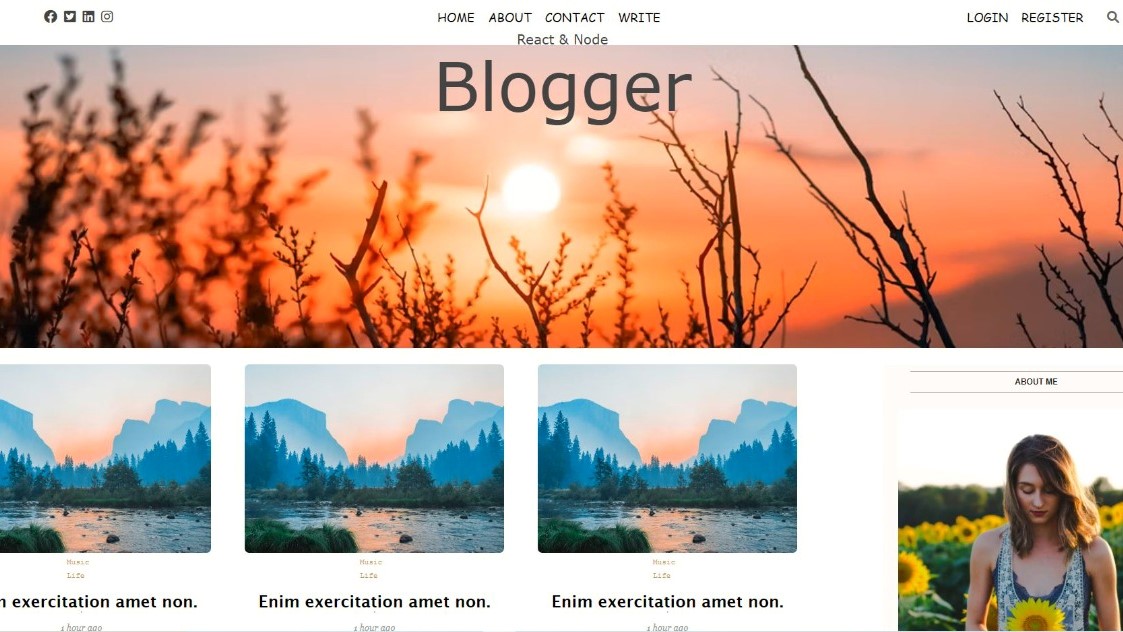 HOME ABOUT CONTACT WRITE
LOGIN REGISTER
React & Node
Blogger
ABOUT ME
Music
Life
exercitation amet non.
1 hour ago
Music
Life
Enim exercitation amet non.
1 hour ago
Music
Life
Enim exercitation amet non.
1 hour ago